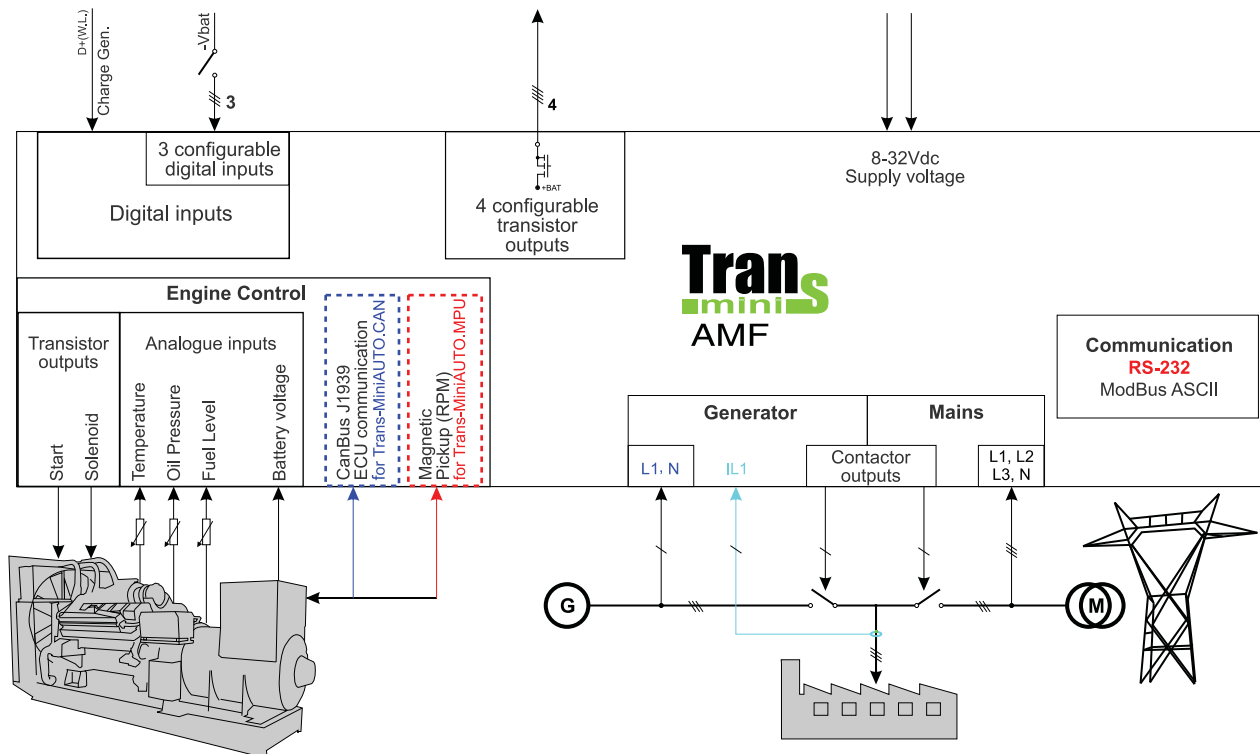 D+(W.L.)
Charge Gen.
-Vbat
3
4
3 configurable
digital inputs
Digital inputs
+BAT
4 configurable
transistor
outputs
8-32Vdc
Supply voltage
Trans
mini
AMF
Engine Control
Transistor
outputs
Analogue inputs
Start
Solenoid
Temperature
Oil Pressure
Fuel Level
Battery voltage
CanBus J1939
ECU communication
for Trans-MiniAUTO.CAN
Magnetic
Pickup (RPM)
for Trans-MiniAUTO.MPU
Communication
RS-232
ModBus ASCII
Generator
Mains
L1, N
IL1
Contactor
outputs
L1, L2
L3, N
G
M